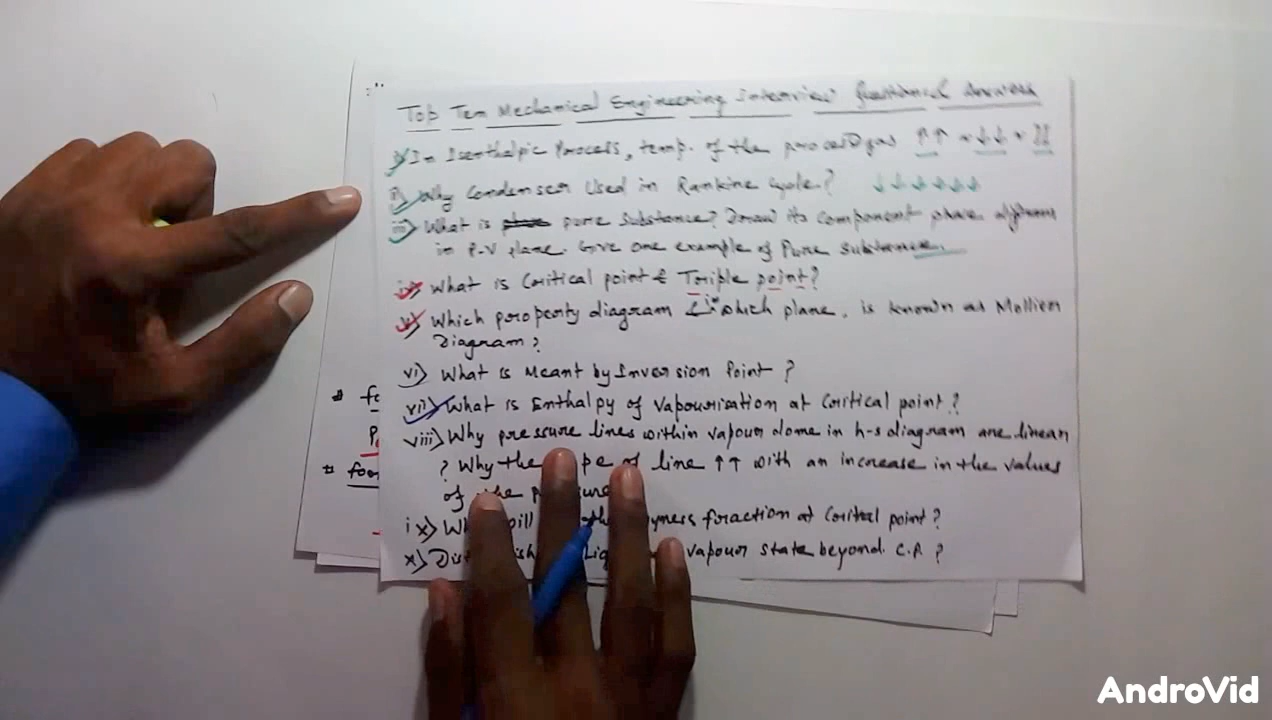 Top Ten Mechanical Engineering Interview Questions & Answers
i) In Isenthalpic Process, temp. of the process gas ↑↑ or ↓↓ or
ii) Why Condenser Used in Rankine Cycle? ↓↓↓↓↓↓
iii) What is pure substance? Draw its component phase diagram
in P-V plane. Give one example of Pure substance.
iv) What is Critical point & Triple point?
v) Which property diagram & in which plane, is known as Mollier
Diagram?
vi) What is Meant by Inversion Point?
vii) What is Enthalpy of Vapourisation at Critical point?
viii) Why pressure lines within vapour dome in h-s diagram are linear
? Why the of line ↑↑ with an increase in the values
of the
ix) fraction at Critical point?
x) vapour state beyond C.P.?
* fo
* foor
AndroVid